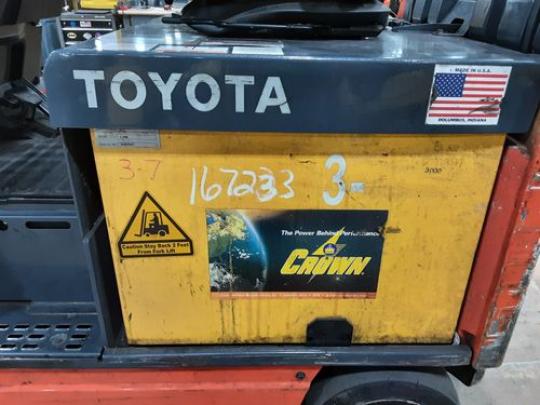 TOYOTA
★ MADE IN U.S.A. ★
COLUMBUS, INDIANA
3-7
167233 3-
3000
The Power Behind Performance
CROWN
Caution Stay Back 3 Feet
From Fork Lift